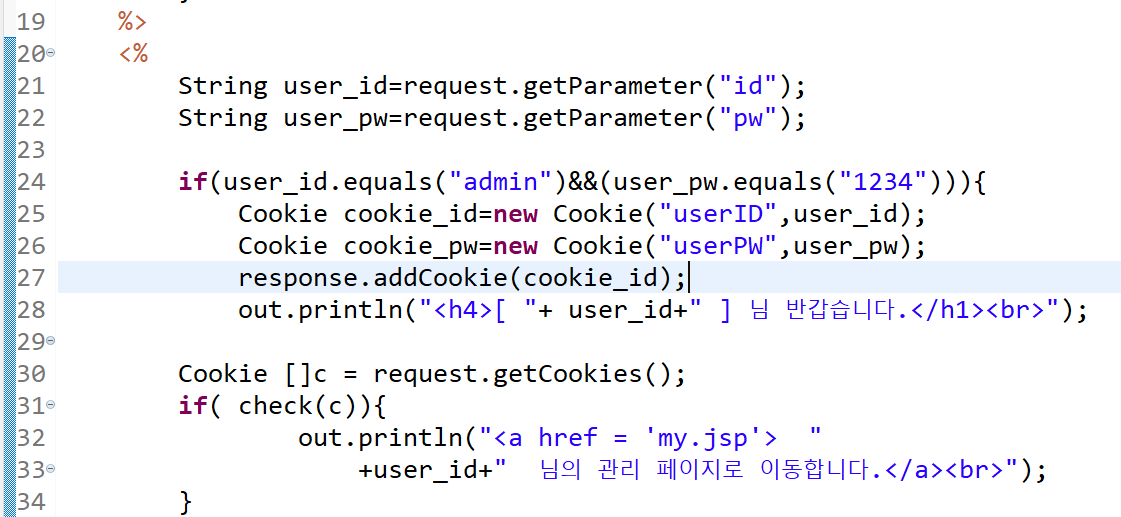 19 %>
20 <%
21 String user_id=request.getParameter("id");
22 String user_pw=request.getParameter("pw");
23
24 if(user_id.equals("admin")&&(user_pw.equals("1234"))){
25 Cookie cookie_id=new Cookie("userID",user_id);
26 Cookie cookie_pw=new Cookie("userPW",user_pw);
27 response.addCookie(cookie_id);
28 out.println("<h4>[ "+ user_id+" ] 님 반갑습니다.</h1><br>");
29
30 Cookie []c = request.getCookies();
31 if( check(c)){
32 out.println("<a href = 'my.jsp'>  "
33 +user_id+"  님의 관리 페이지로 이동합니다.</a><br>");
34 }